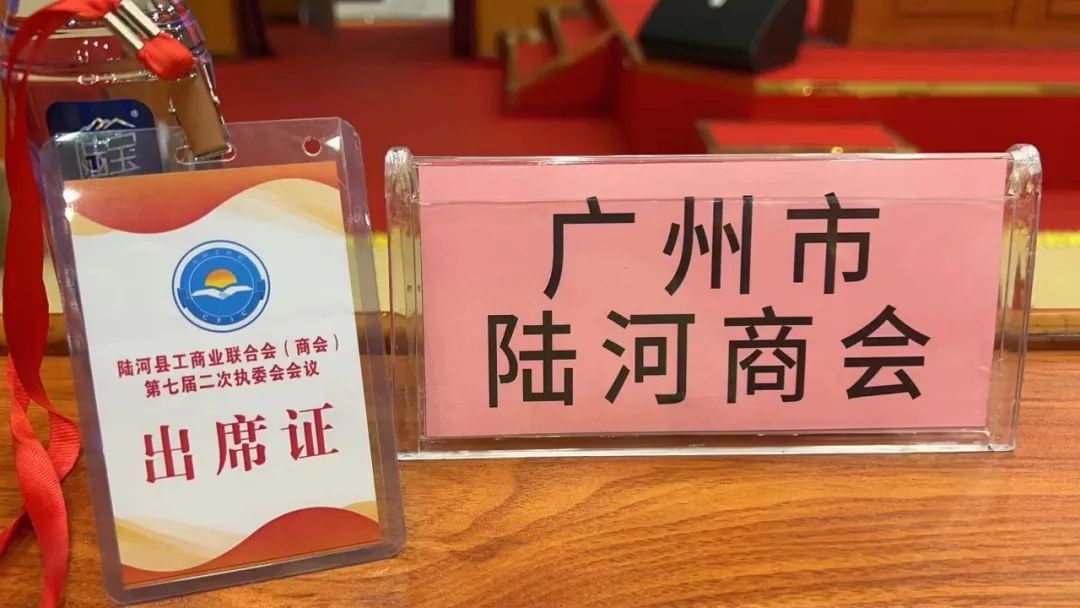 陆河县工商业联合会（商会）
第七届二次执委会会议
出席证
广州市
陆河商会